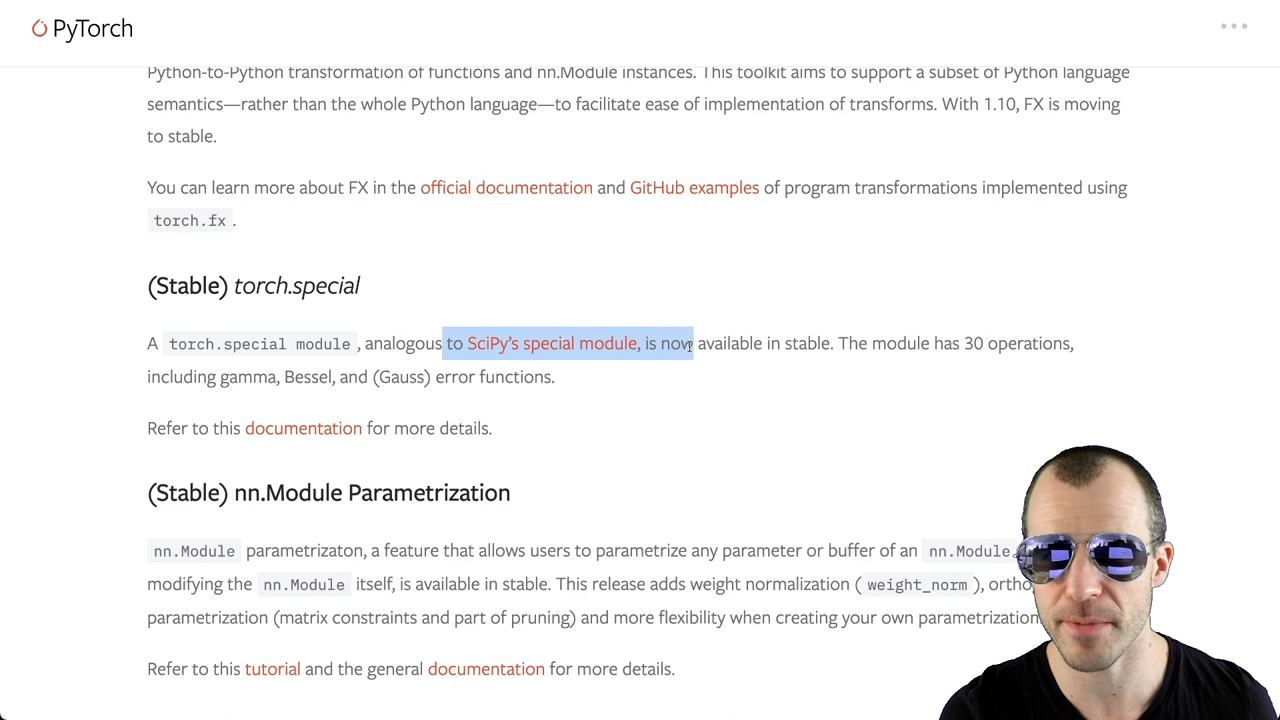 PyTorch
Python-to-Python transformation of functions and nn.Module instances. This toolkit aims to support a subset of Python language
semantics—rather than the whole Python language—to facilitate ease of implementation of transforms. With 1.10, FX is moving
to stable.
You can learn more about FX in the official documentation and GitHub examples of program transformations implemented using
torch.fx .
(Stable) torch.special
A torch.special module , analogous to SciPy’s special module, is now available in stable. The module has 30 operations,
including gamma, Bessel, and (Gauss) error functions.
Refer to this documentation for more details.
(Stable) nn.Module Parametrization
nn.Module parametrizaton, a feature that allows users to parametrize any parameter or buffer of an nn.Module
modifying the nn.Module itself, is available in stable. This release adds weight normalization ( weight_norm ),
parametrization (matrix constraints and part of pruning) and more flexibility when creating your own parametrization
Refer to this tutorial and the general documentation for more details.